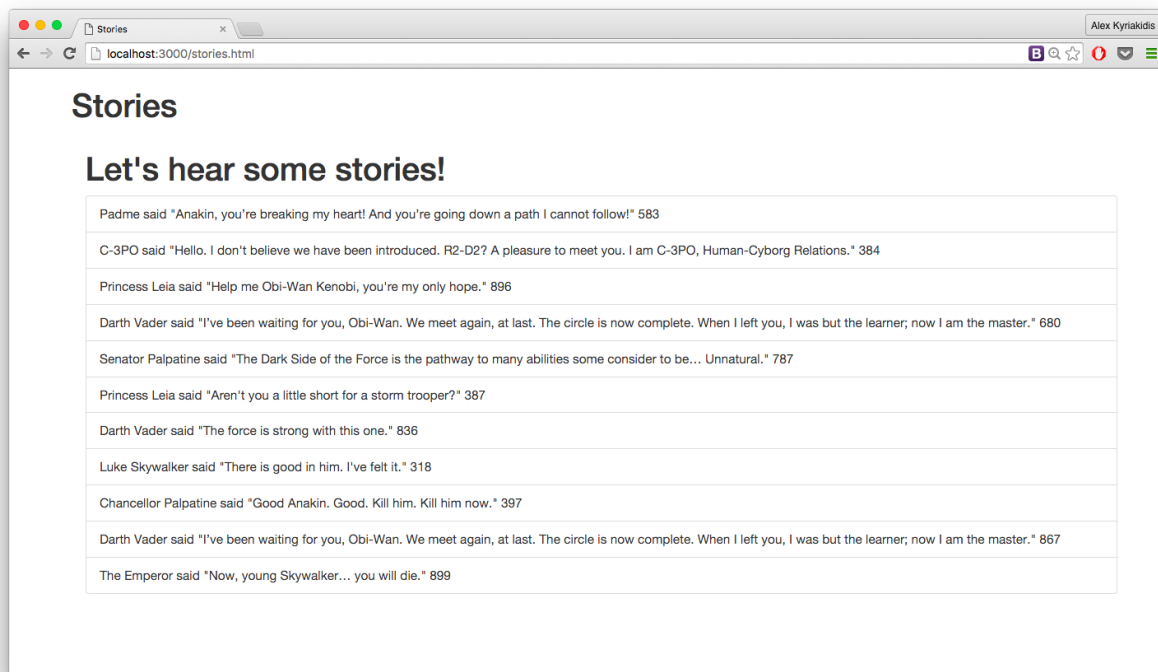 Stories
Alex Kyriakidis
localhost:3000/stories.html
B
Stories
Let's hear some stories!
Padme said "Anakin, you’re breaking my heart! And you’re going down a path I cannot follow!" 583
C-3PO said "Hello. I don't believe we have been introduced. R2-D2? A pleasure to meet you. I am C-3PO, Human-Cyborg Relations." 384
Princess Leia said "Help me Obi-Wan Kenobi, you're my only hope." 896
Darth Vader said "I’ve been waiting for you, Obi-Wan. We meet again, at last. The circle is now complete. When I left you, I was but the learner; now I am the master." 680
Senator Palpatine said "The Dark Side of the Force is the pathway to many abilities some consider to be… Unnatural." 787
Princess Leia said "Aren't you a little short for a storm trooper?" 387
Darth Vader said "The force is strong with this one." 836
Luke Skywalker said "There is good in him. I've felt it." 318
Chancellor Palpatine said "Good Anakin. Good. Kill him. Kill him now." 397
Darth Vader said "I’ve been waiting for you, Obi-Wan. We meet again, at last. The circle is now complete. When I left you, I was but the learner; now I am the master." 867
The Emperor said "Now, young Skywalker… you will die." 899